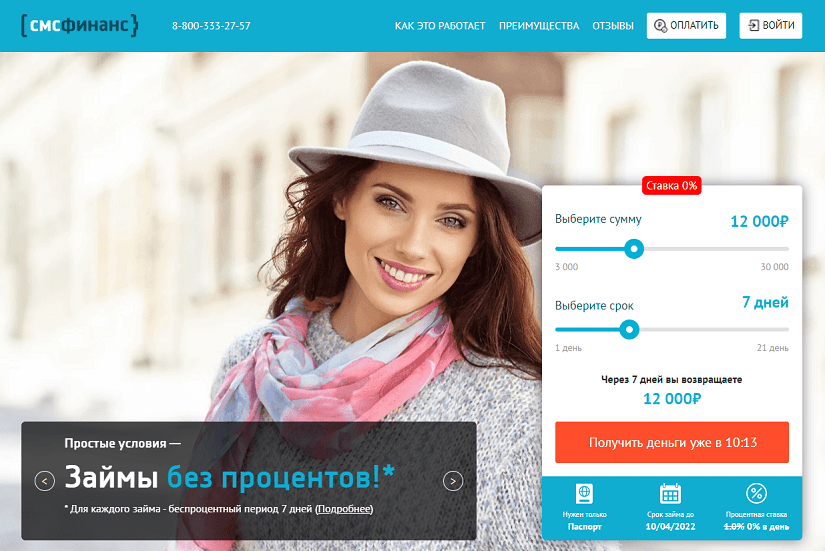 {смсфинанс}
8-800-333-27-57
КАК ЭТО РАБОТАЕТ
ПРЕИМУЩЕСТВА
ОТЗЫВЫ
ОПЛАТИТЬ
ВОЙТИ
Ставка 0%
Выберите сумму
12 000₽
3 000
30 000
Выберите срок
7 дней
1 день
21 день
Через 7 дней вы возвращаете
12 000₽
Получить деньги уже в 10:13
Нужен только
Паспорт
Срок займа до
10/04/2022
Процентная ставка
1.0% 0% в день
Простые условия —
Займы без процентов!*
* Для каждого займа - беспроцентный период 7 дней (Подробнее)
< >